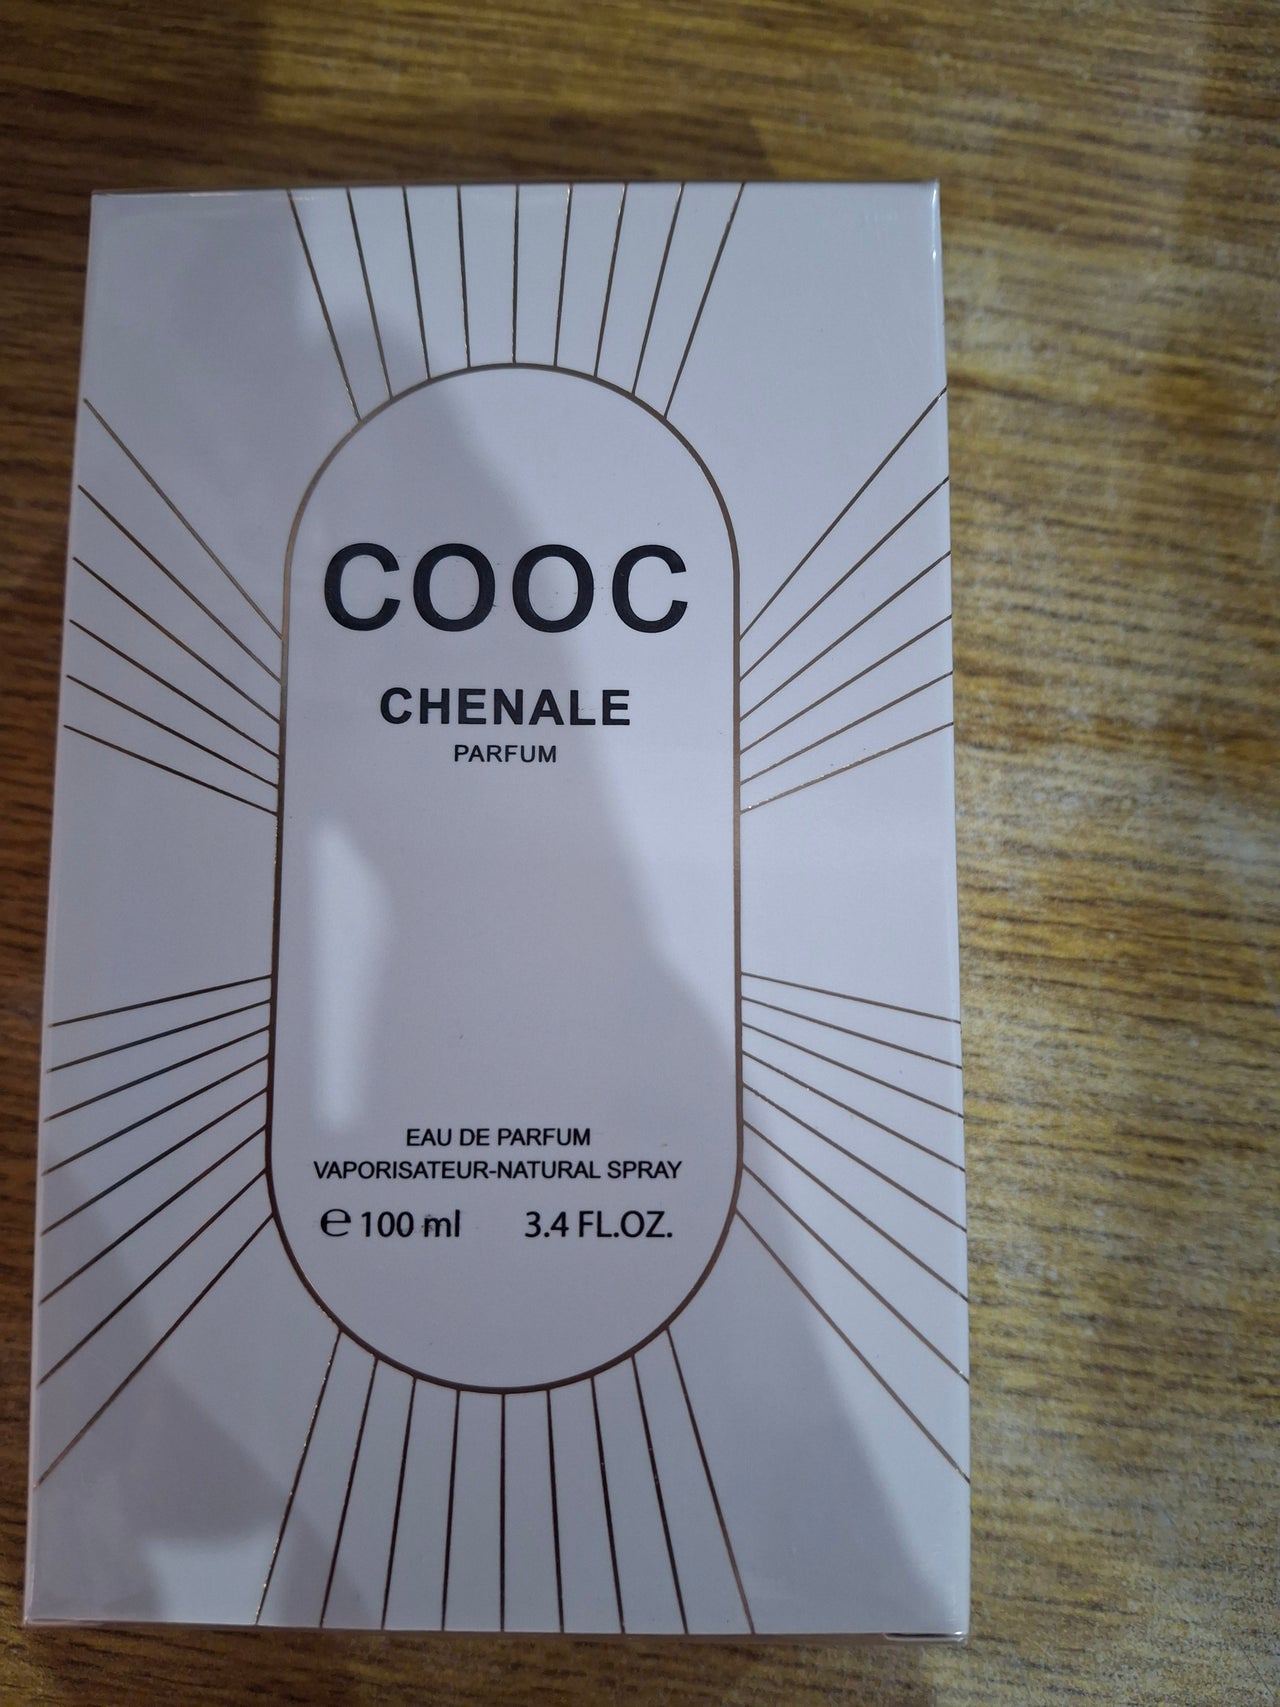 COOC
CHENALE
PARFUM
EAU DE PARFUM
VAPORISATEUR-NATURAL SPRAY
℮ 100 ml 3.4 FL.OZ.